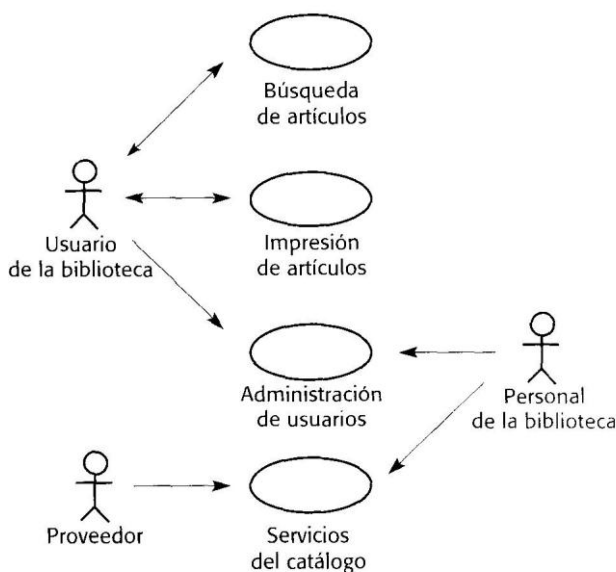 Búsqueda
de artículos
Usuario
de la biblioteca
Impresión
de artículos
Administración
de usuarios
Personal
de la biblioteca
Proveedor
Servicios
del catálogo